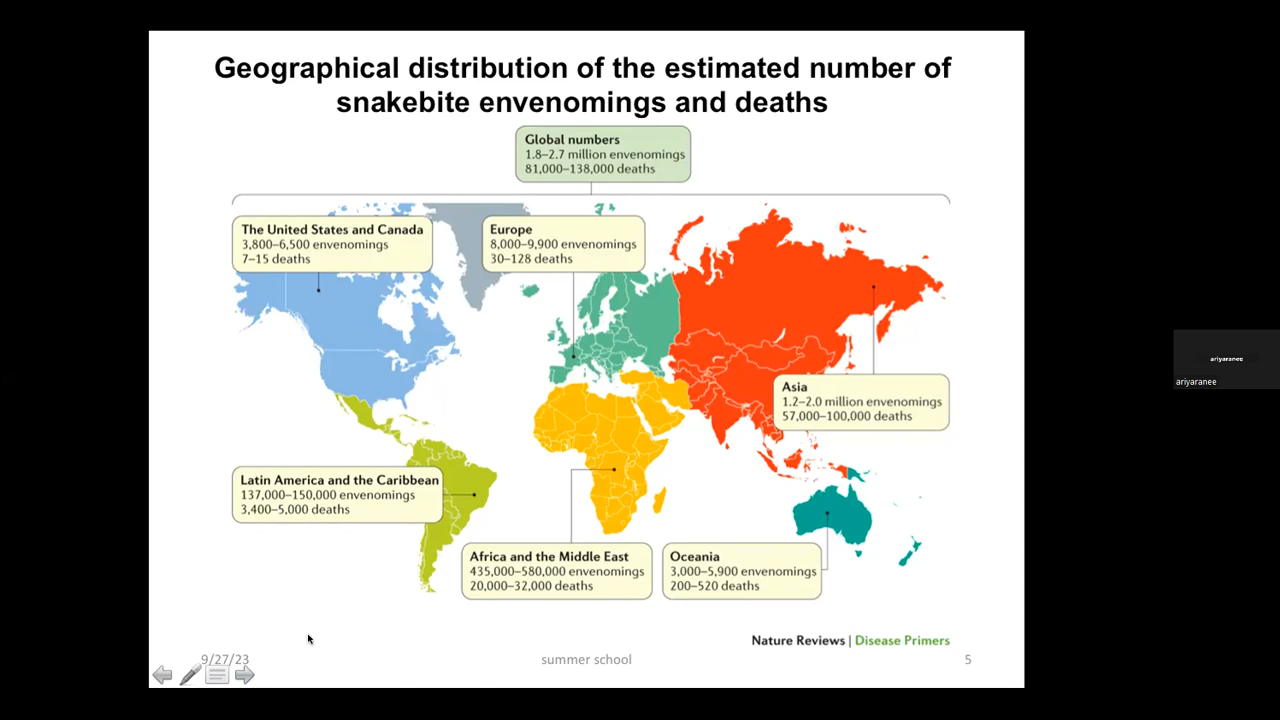 Geographical distribution of the estimated number of
snakebite envenomings and deaths
Global numbers
1.8–2.7 million envenomings
81,000–138,000 deaths
The United States and Canada
3,800–6,500 envenomings
7–15 deaths
Europe
8,000–9,900 envenomings
30–128 deaths
Asia
1.2–2.0 million envenomings
57,000–100,000 deaths
Latin America and the Caribbean
137,000–150,000 envenomings
3,400–5,000 deaths
Africa and the Middle East
435,000–580,000 envenomings
20,000–32,000 deaths
Oceania
3,000–5,900 envenomings
200–520 deaths
Nature Reviews | Disease Primers
9/27/23
summer school
5
ariyaranee
ariyaranee